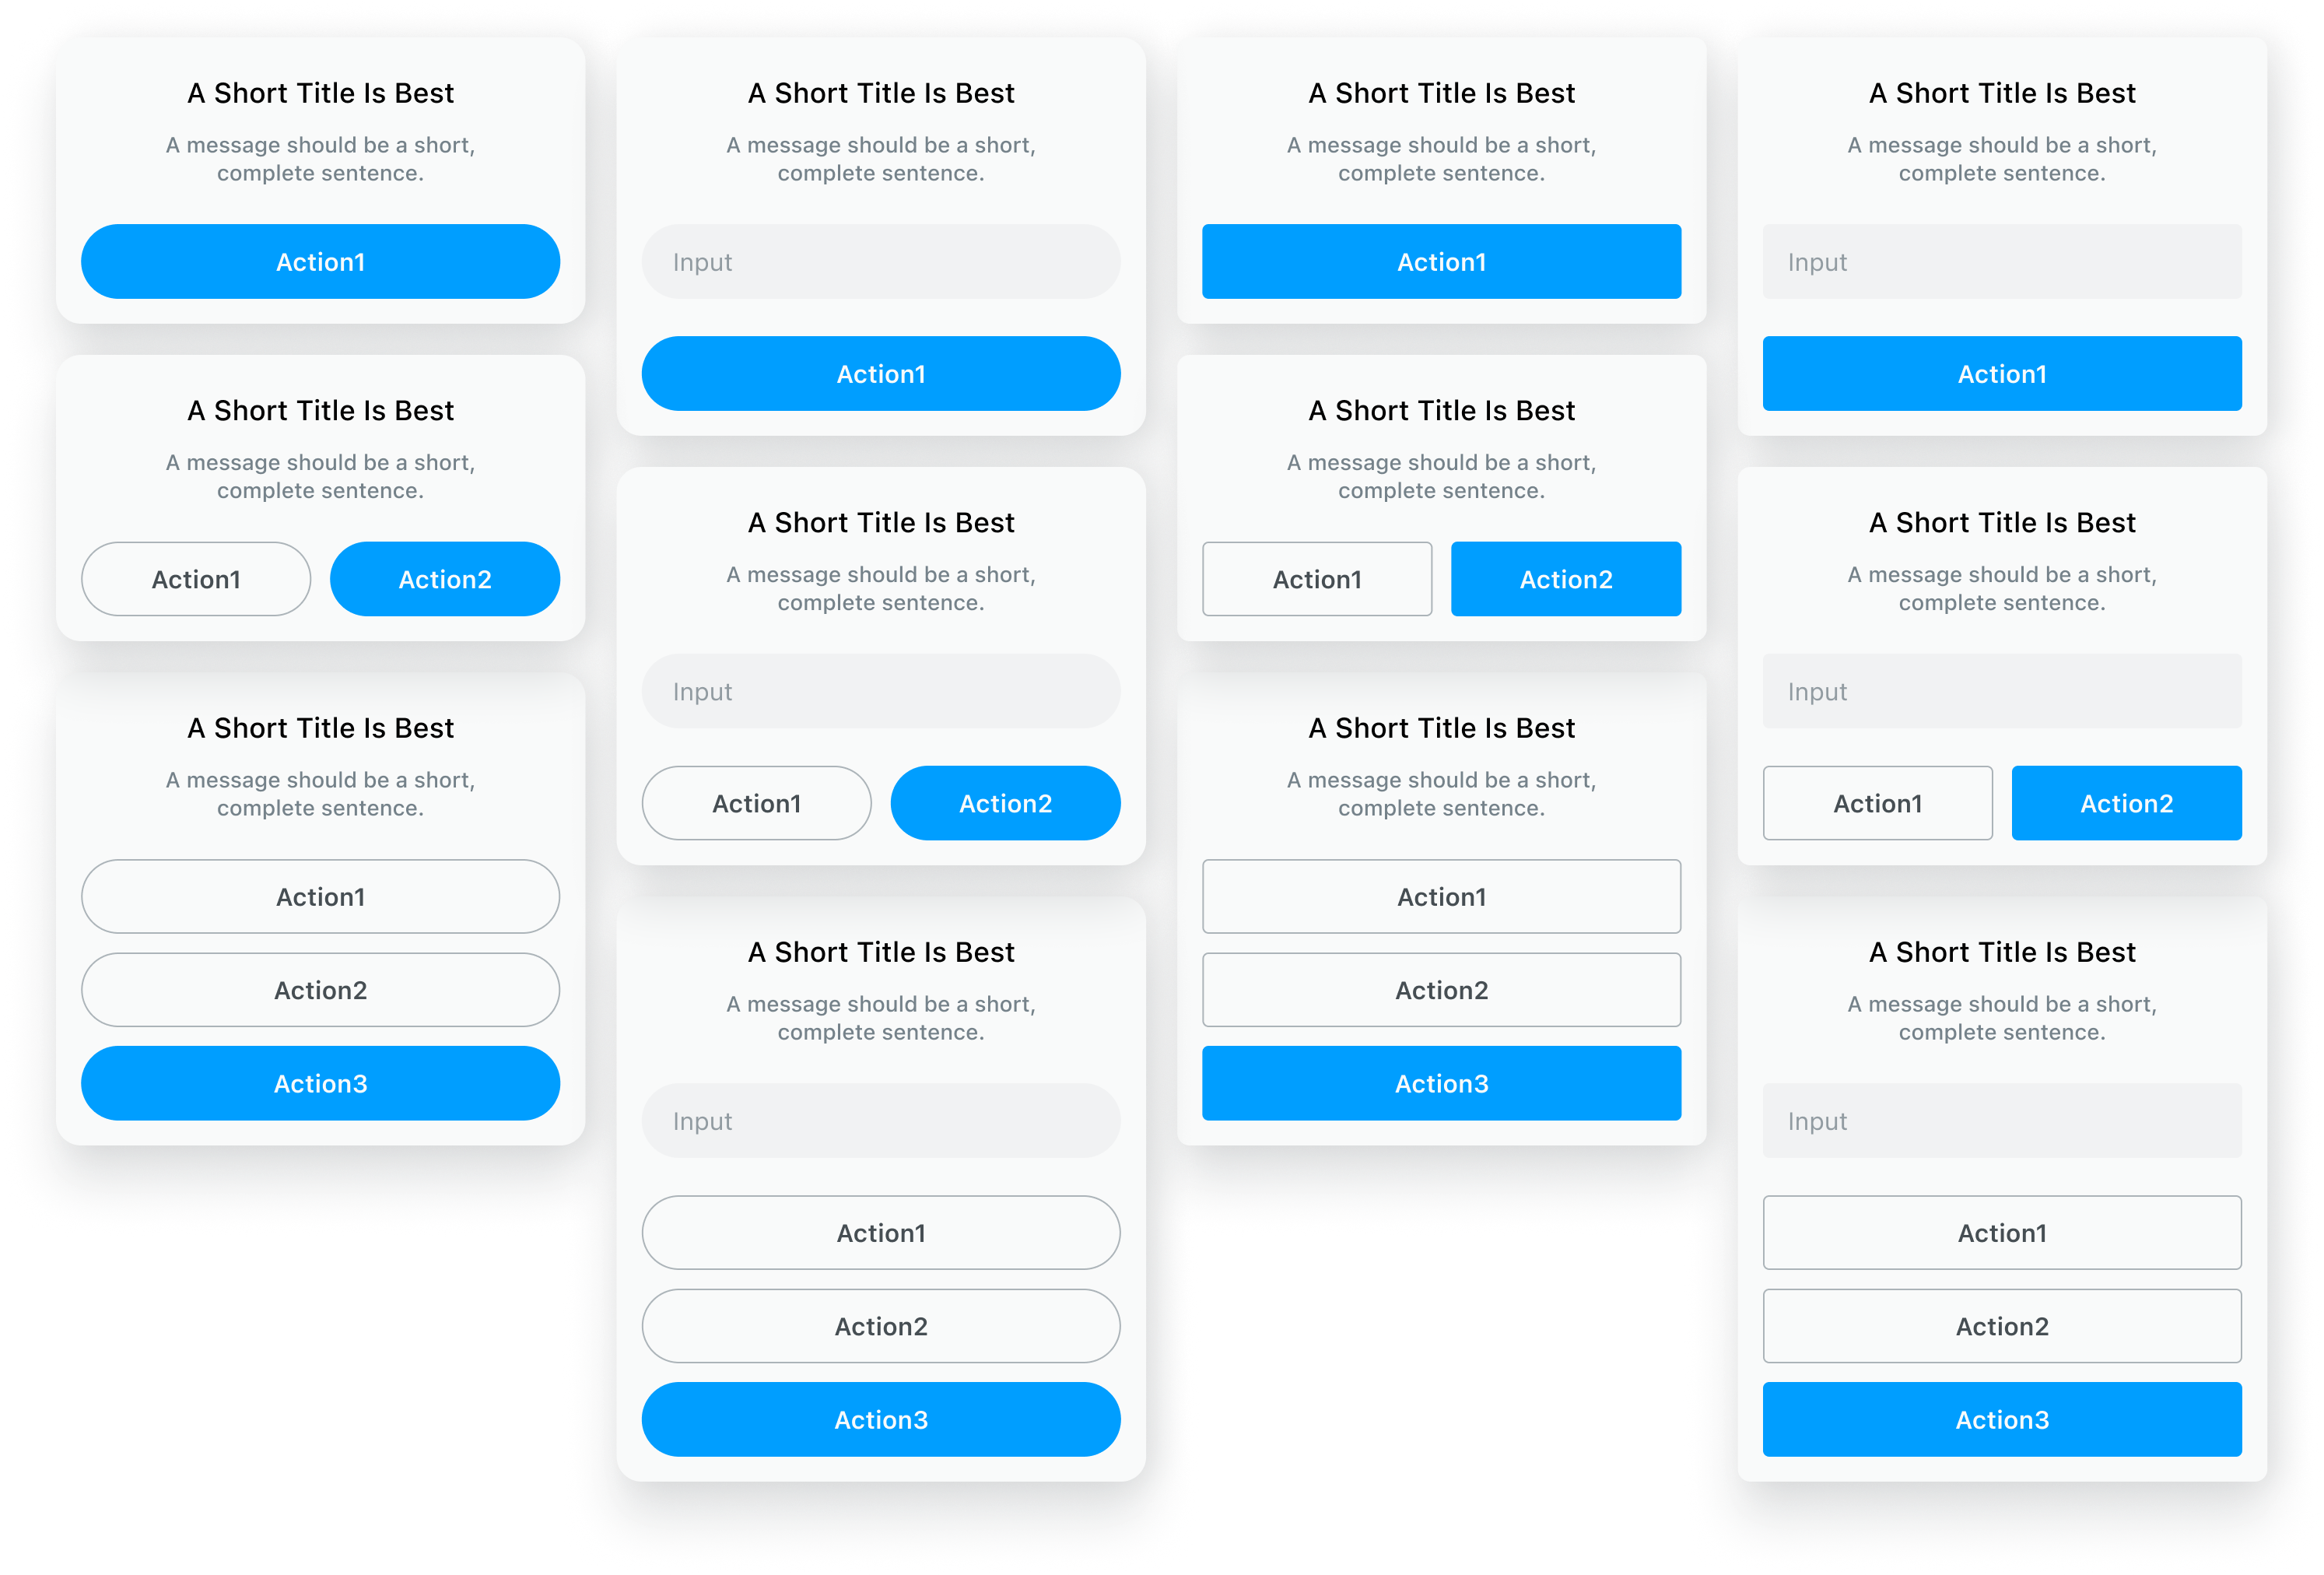 A Short Title Is Best
A message should be a short,
complete sentence.
Action1
A Short Title Is Best
A message should be a short,
complete sentence.
Action1
Action2
A Short Title Is Best
A message should be a short,
complete sentence.
Action1
Action2
Action3
A Short Title Is Best
A message should be a short,
complete sentence.
Input
Action1
A Short Title Is Best
A message should be a short,
complete sentence.
Input
Action1
Action2
A Short Title Is Best
A message should be a short,
complete sentence.
Input
Action1
Action2
Action3
A Short Title Is Best
A message should be a short,
complete sentence.
Action1
A Short Title Is Best
A message should be a short,
complete sentence.
Action1
Action2
A Short Title Is Best
A message should be a short,
complete sentence.
Action1
Action2
Action3
A Short Title Is Best
A message should be a short,
complete sentence.
Input
Action1
A Short Title Is Best
A message should be a short,
complete sentence.
Input
Action1
Action2
A Short Title Is Best
A message should be a short,
complete sentence.
Input
Action1
Action2
Action3